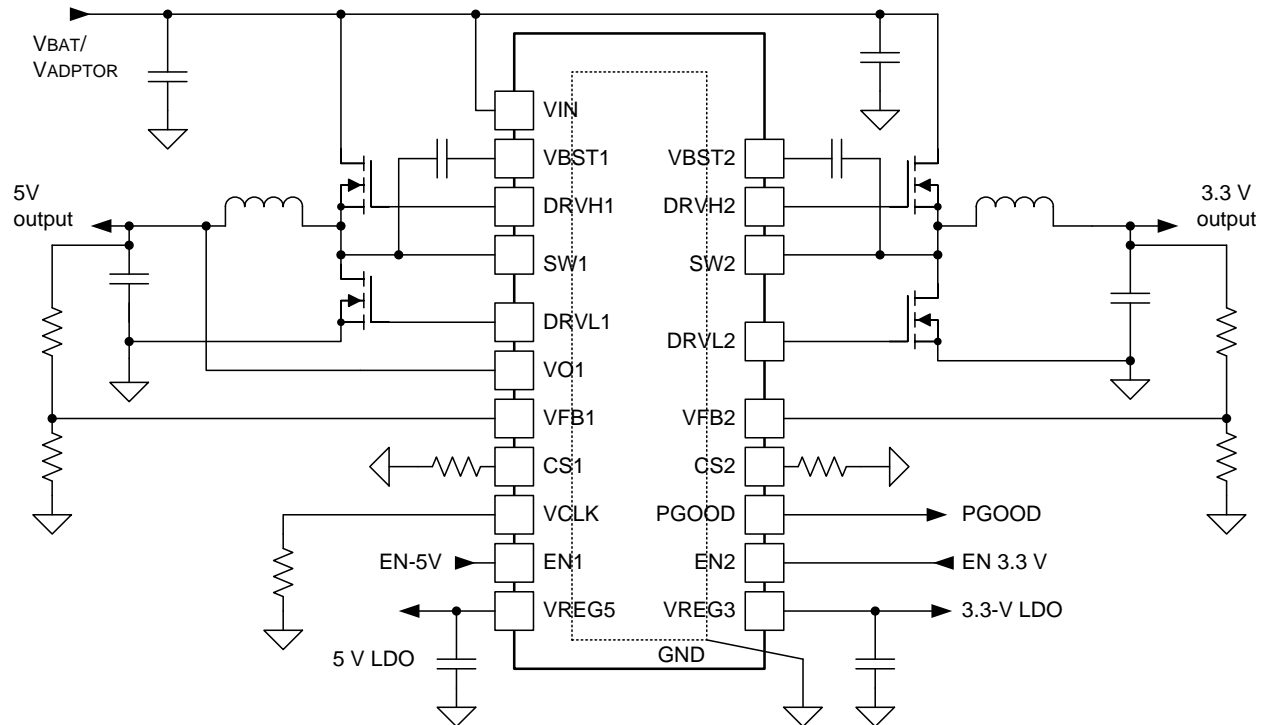 VBAT/
VADPTOR
VIN
VBST1
VBST2
5V
output
DRVH1
DRVH2
3.3 V
output
SW1
SW2
DRVL1
DRVL2
VO1
VFB1
VFB2
CS1
CS2
VCLK
PGOOD
PGOOD
EN-5V
EN1
EN2
EN 3.3 V
VREG5
VREG3
3.3-V LDO
5 V LDO
GND